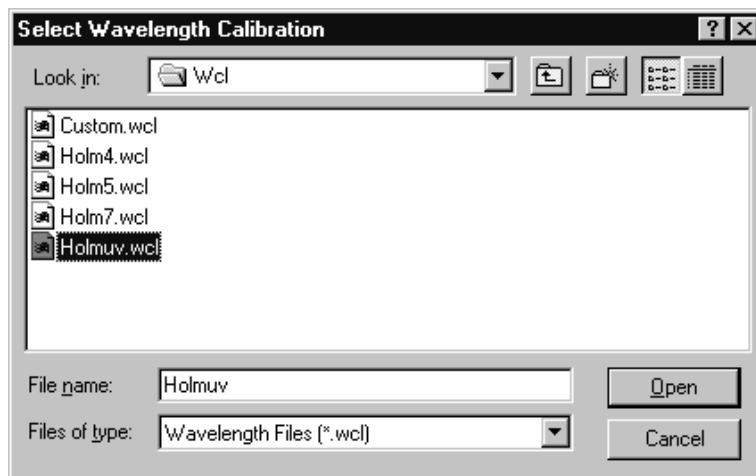 Select Wavelength Calibration
Look in: Wcl
Custom.wcl
Holm4.wcl
Holm5.wcl
Holm7.wcl
Holmuv.wcl
File name: Holmuv Open
Files of type: Wavelength Files (*.wcl) Cancel